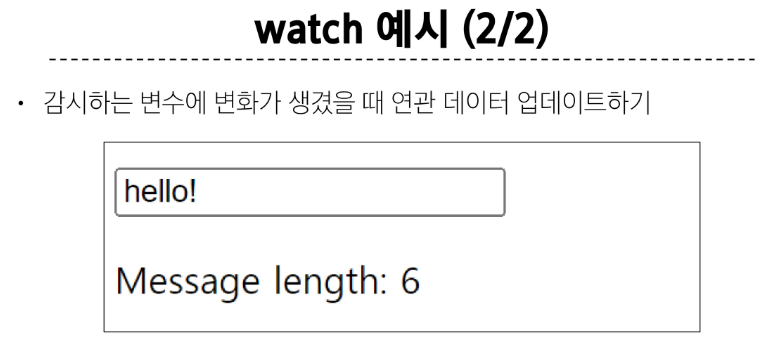 watch 예시 (2/2)
• 감시하는 변수에 변화가 생겼을 때 연관 데이터 업데이트하기
hello!
Message length: 6